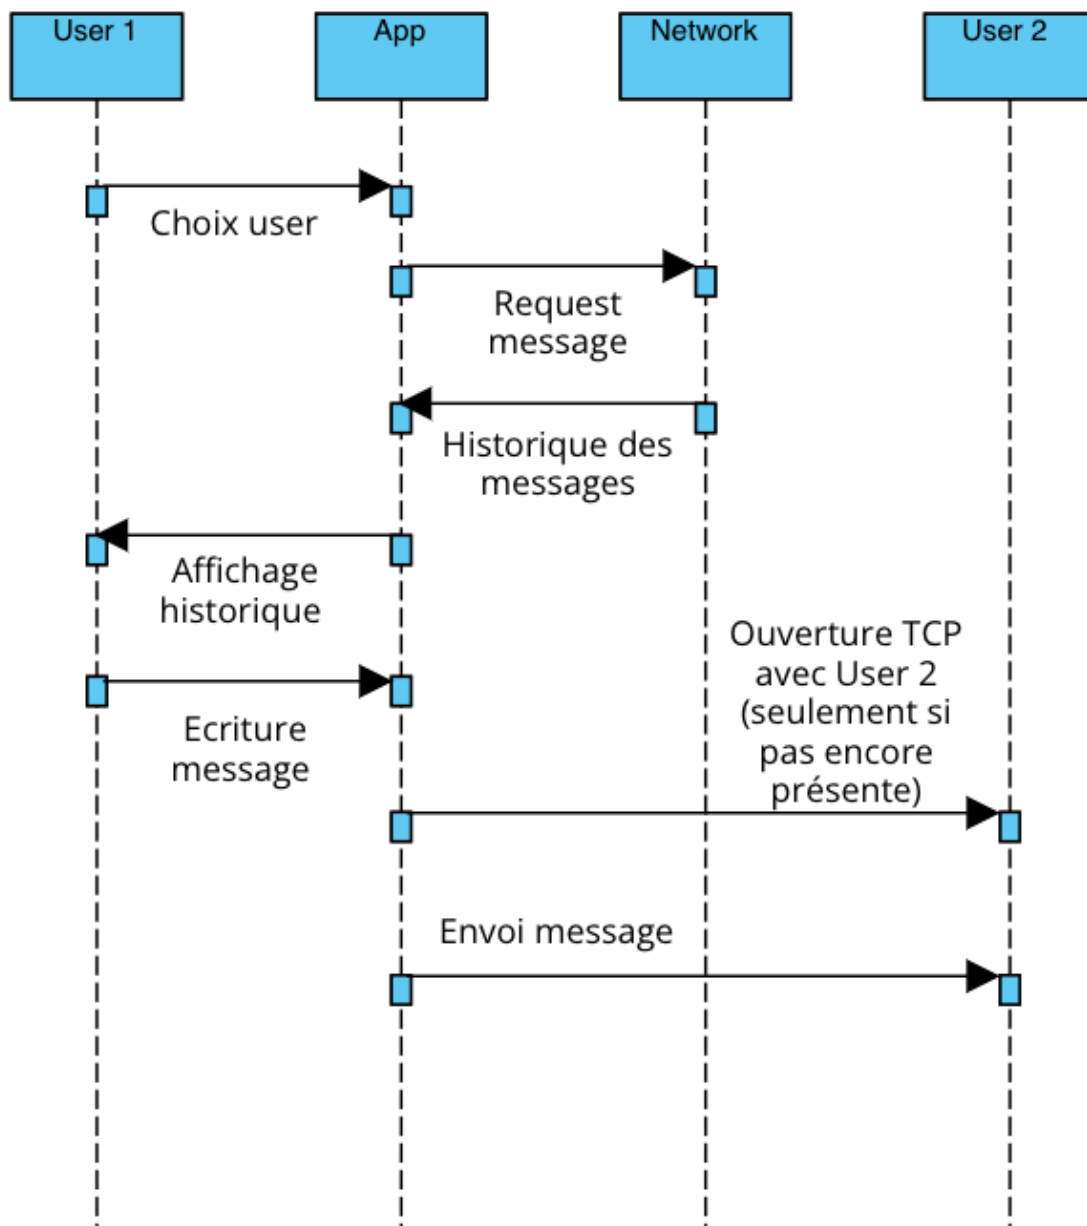 User 1
App
Network
User 2
Choix user
Request
message
Historique des
messages
Affichage
historique
Ouverture TCP
avec User 2
(seulement si
pas encore
présente)
Ecriture
message
Envoi message